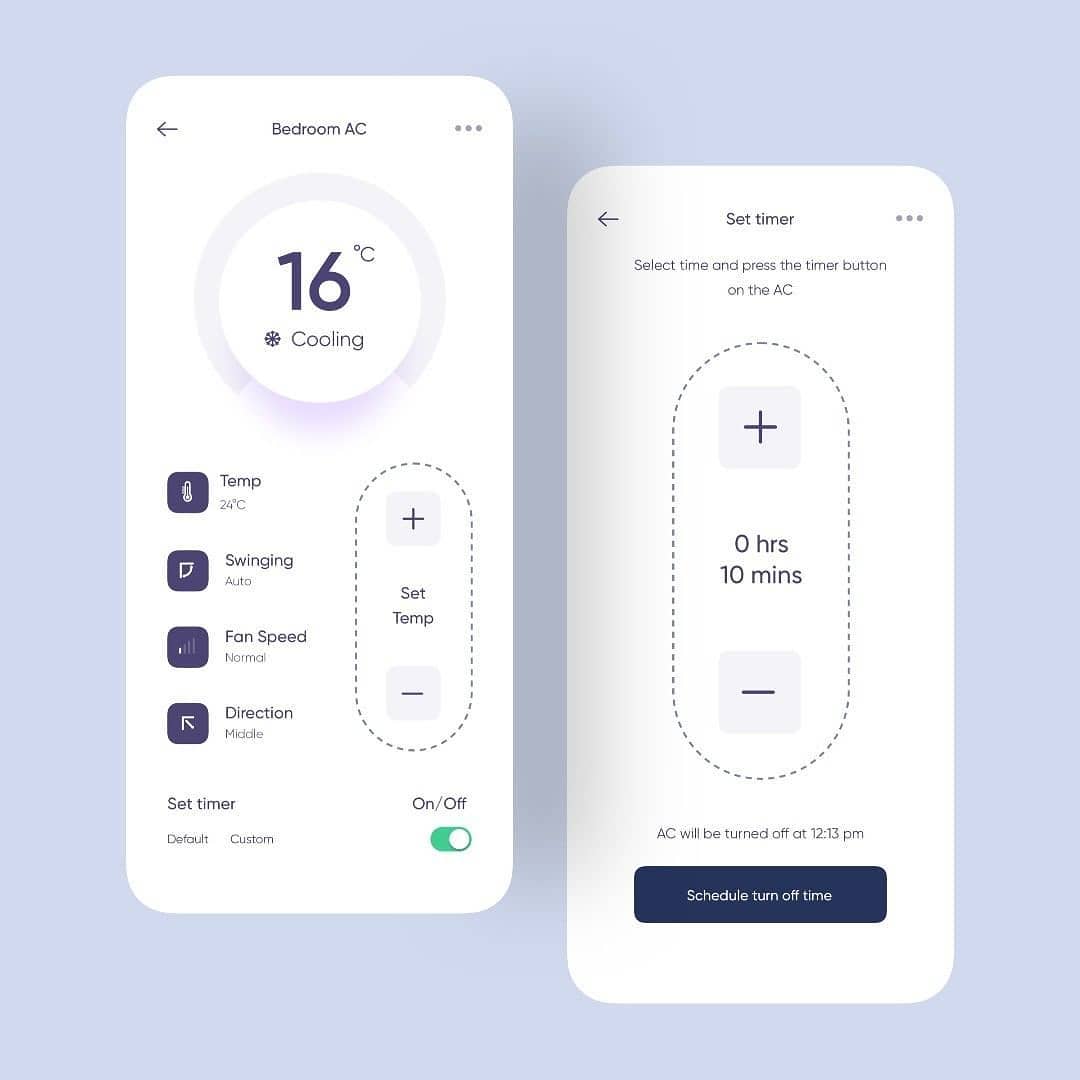 Bedroom AC
16 °C
Cooling
Temp
24°C
Swinging
Auto
Fan Speed
Normal
Direction
Middle
Set
Temp
Set timer
Default Custom
On/Off
Set timer
Select time and press the timer button
on the AC
0 hrs
10 mins
AC will be turned off at 12:13 pm
Schedule turn off time